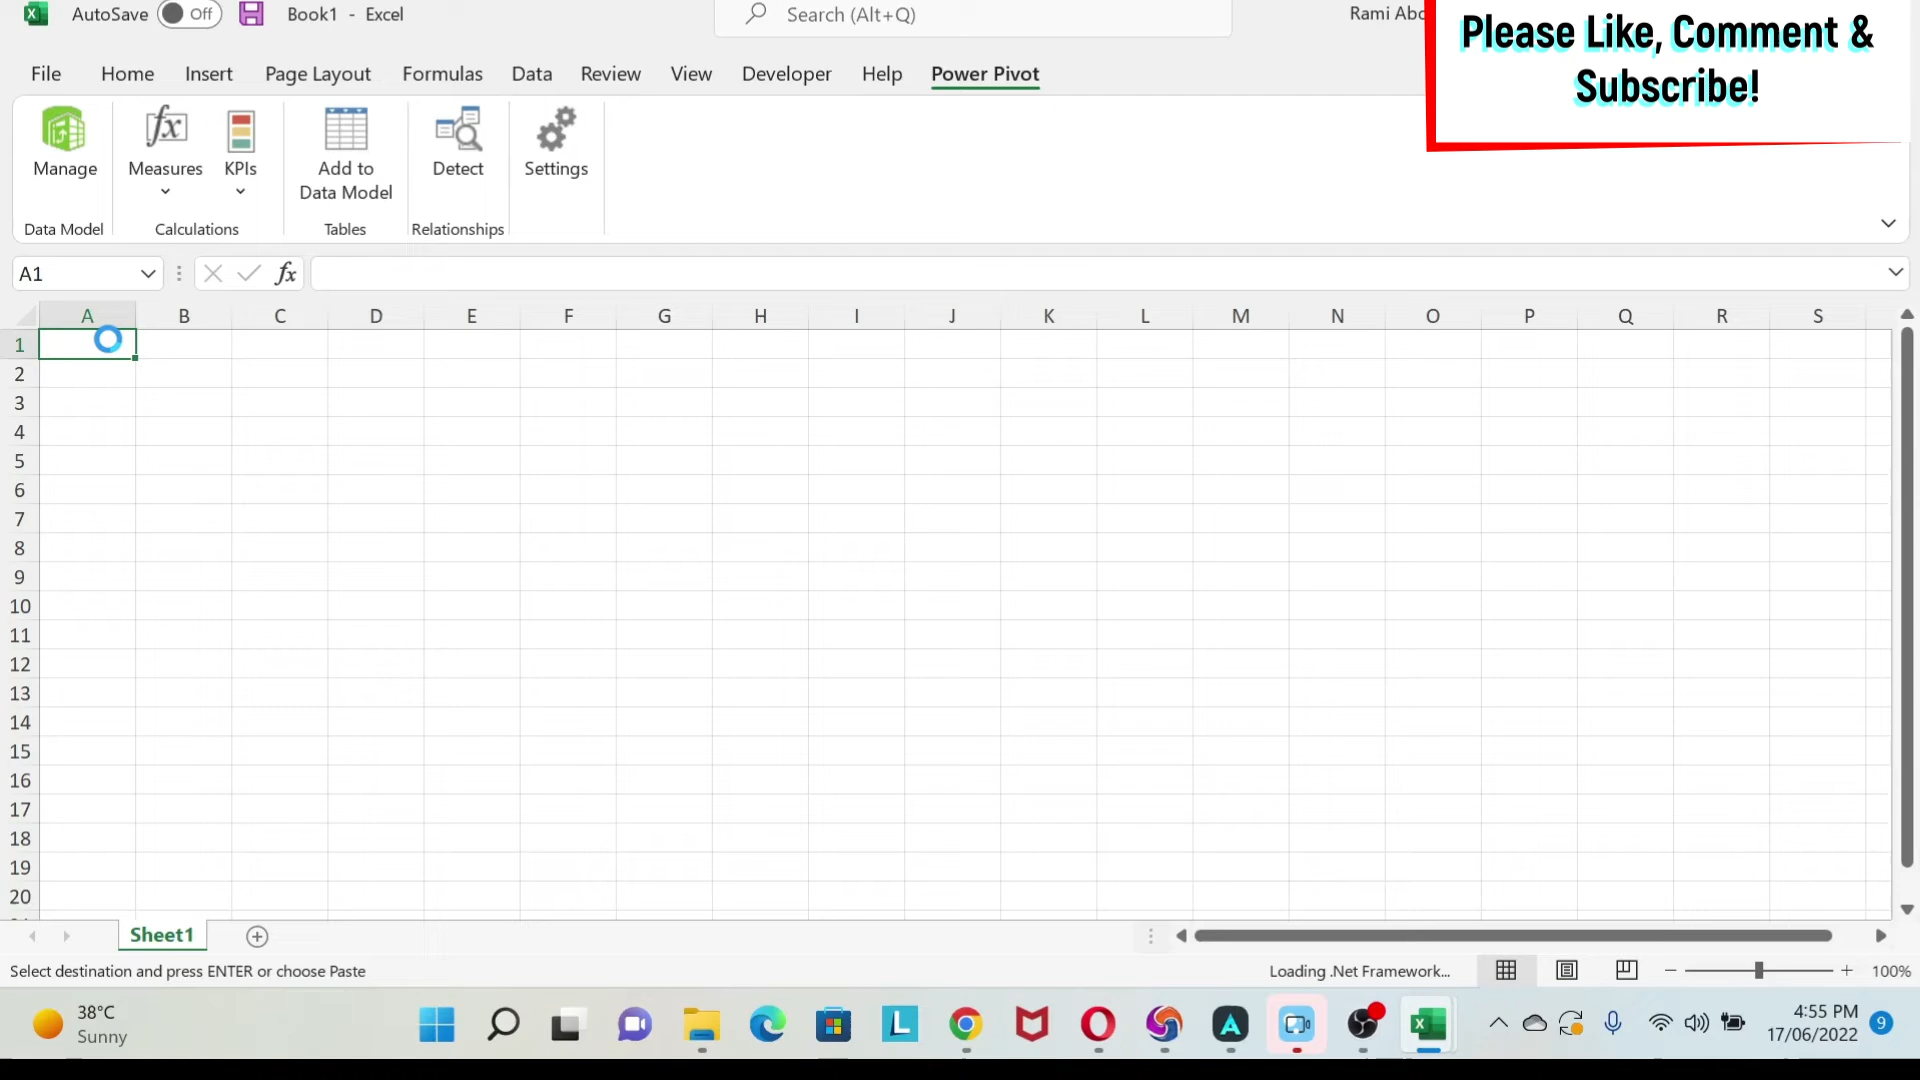 AutoSave Off Book1 - Excel
Search (Alt+Q)
Rami Abo
Please Like, Comment &
Subscribe!
File Home Insert Page Layout Formulas Data Review View Developer Help Power Pivot
Manage
Measures
KPIs
Add to
Data Model
Detect
Settings
Data Model
Calculations
Tables
Relationships
A1
fx
A B C D E F G H I J K L M N O P Q R S
1
2
3
4
5
6
7
8
9
10
11
12
13
14
15
16
17
18
19
20
Sheet1
Select destination and press ENTER or choose Paste
Loading .Net Framework...
100%
38°C
Sunny
4:55 PM
17/06/2022
9